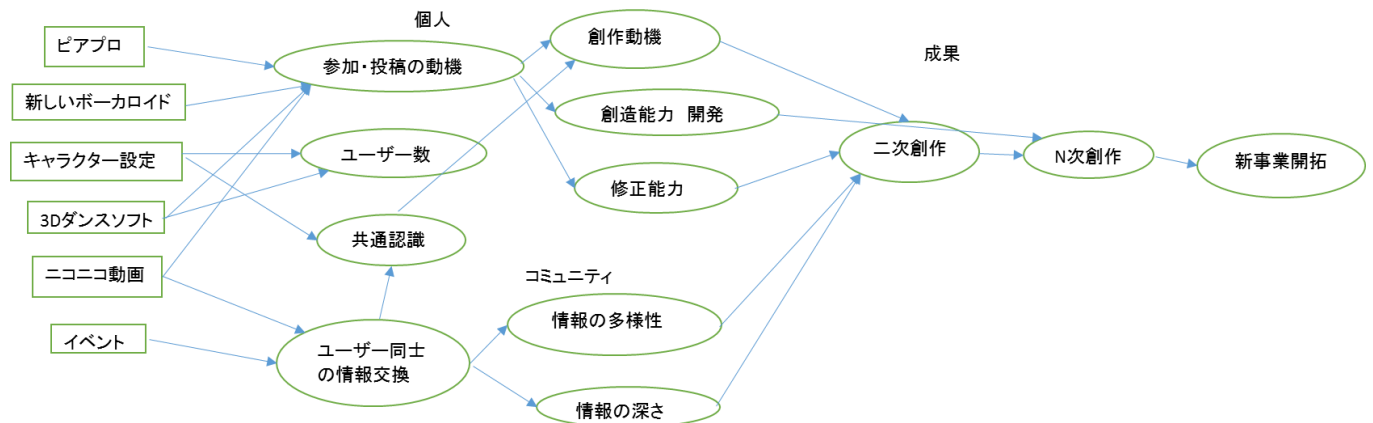 個人
ピアプロ
参加・投稿の動機
創作動機
成果
新しいボーカロイド
創造能力 開発
キャラクター設定
ユーザー数
二次創作
N次創作
新事業開拓
修正能力
3Dダンスソフト
共通認識
ニコニコ動画
コミュニティ
情報の多様性
イベント
ユーザー同士
の情報交換
情報の深さ